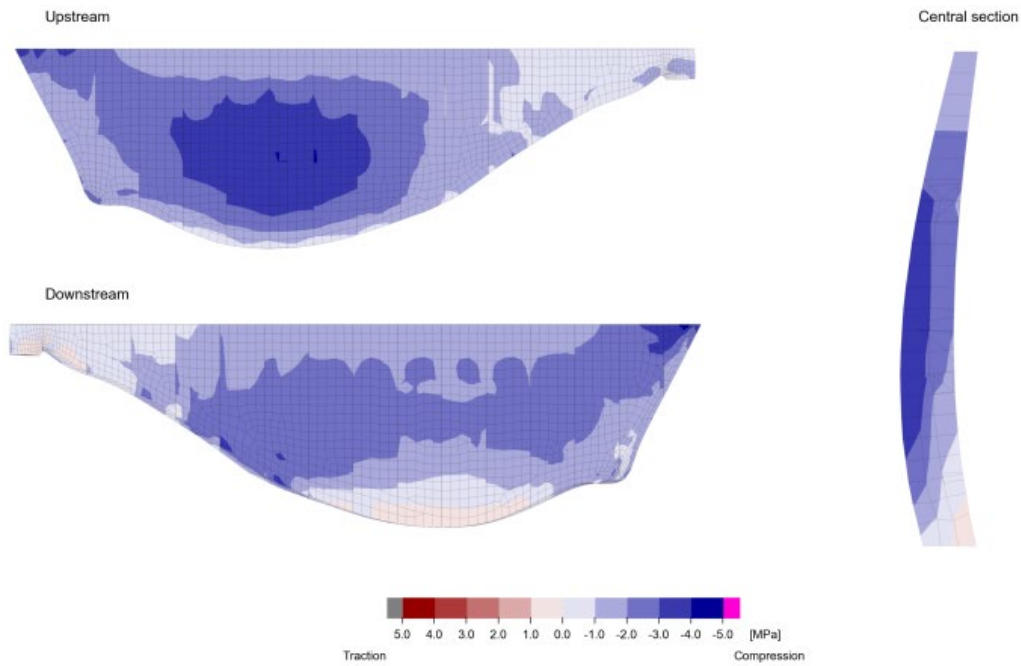 Upstream
Central section
Downstream
5.0 4.0 3.0 2.0 1.0 0.0 -1.0 -2.0 -3.0 -4.0 -5.0 [MPa]
Traction Compression